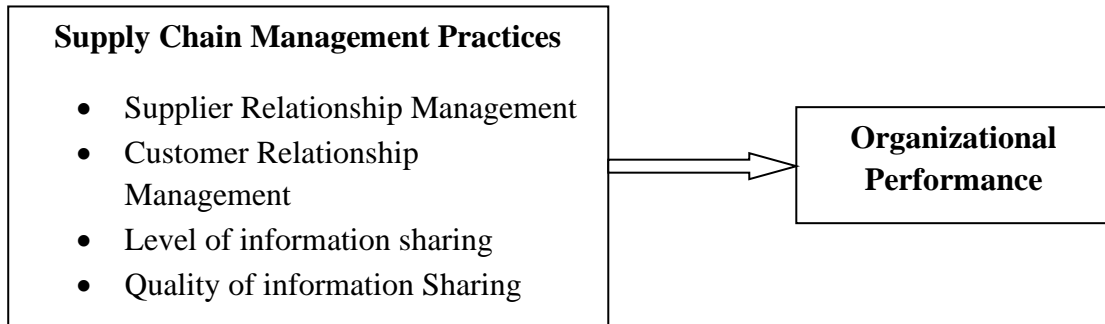 Supply Chain Management Practices
• Supplier Relationship Management
• Customer Relationship
Management
• Level of information sharing
• Quality of information Sharing
Organizational
Performance